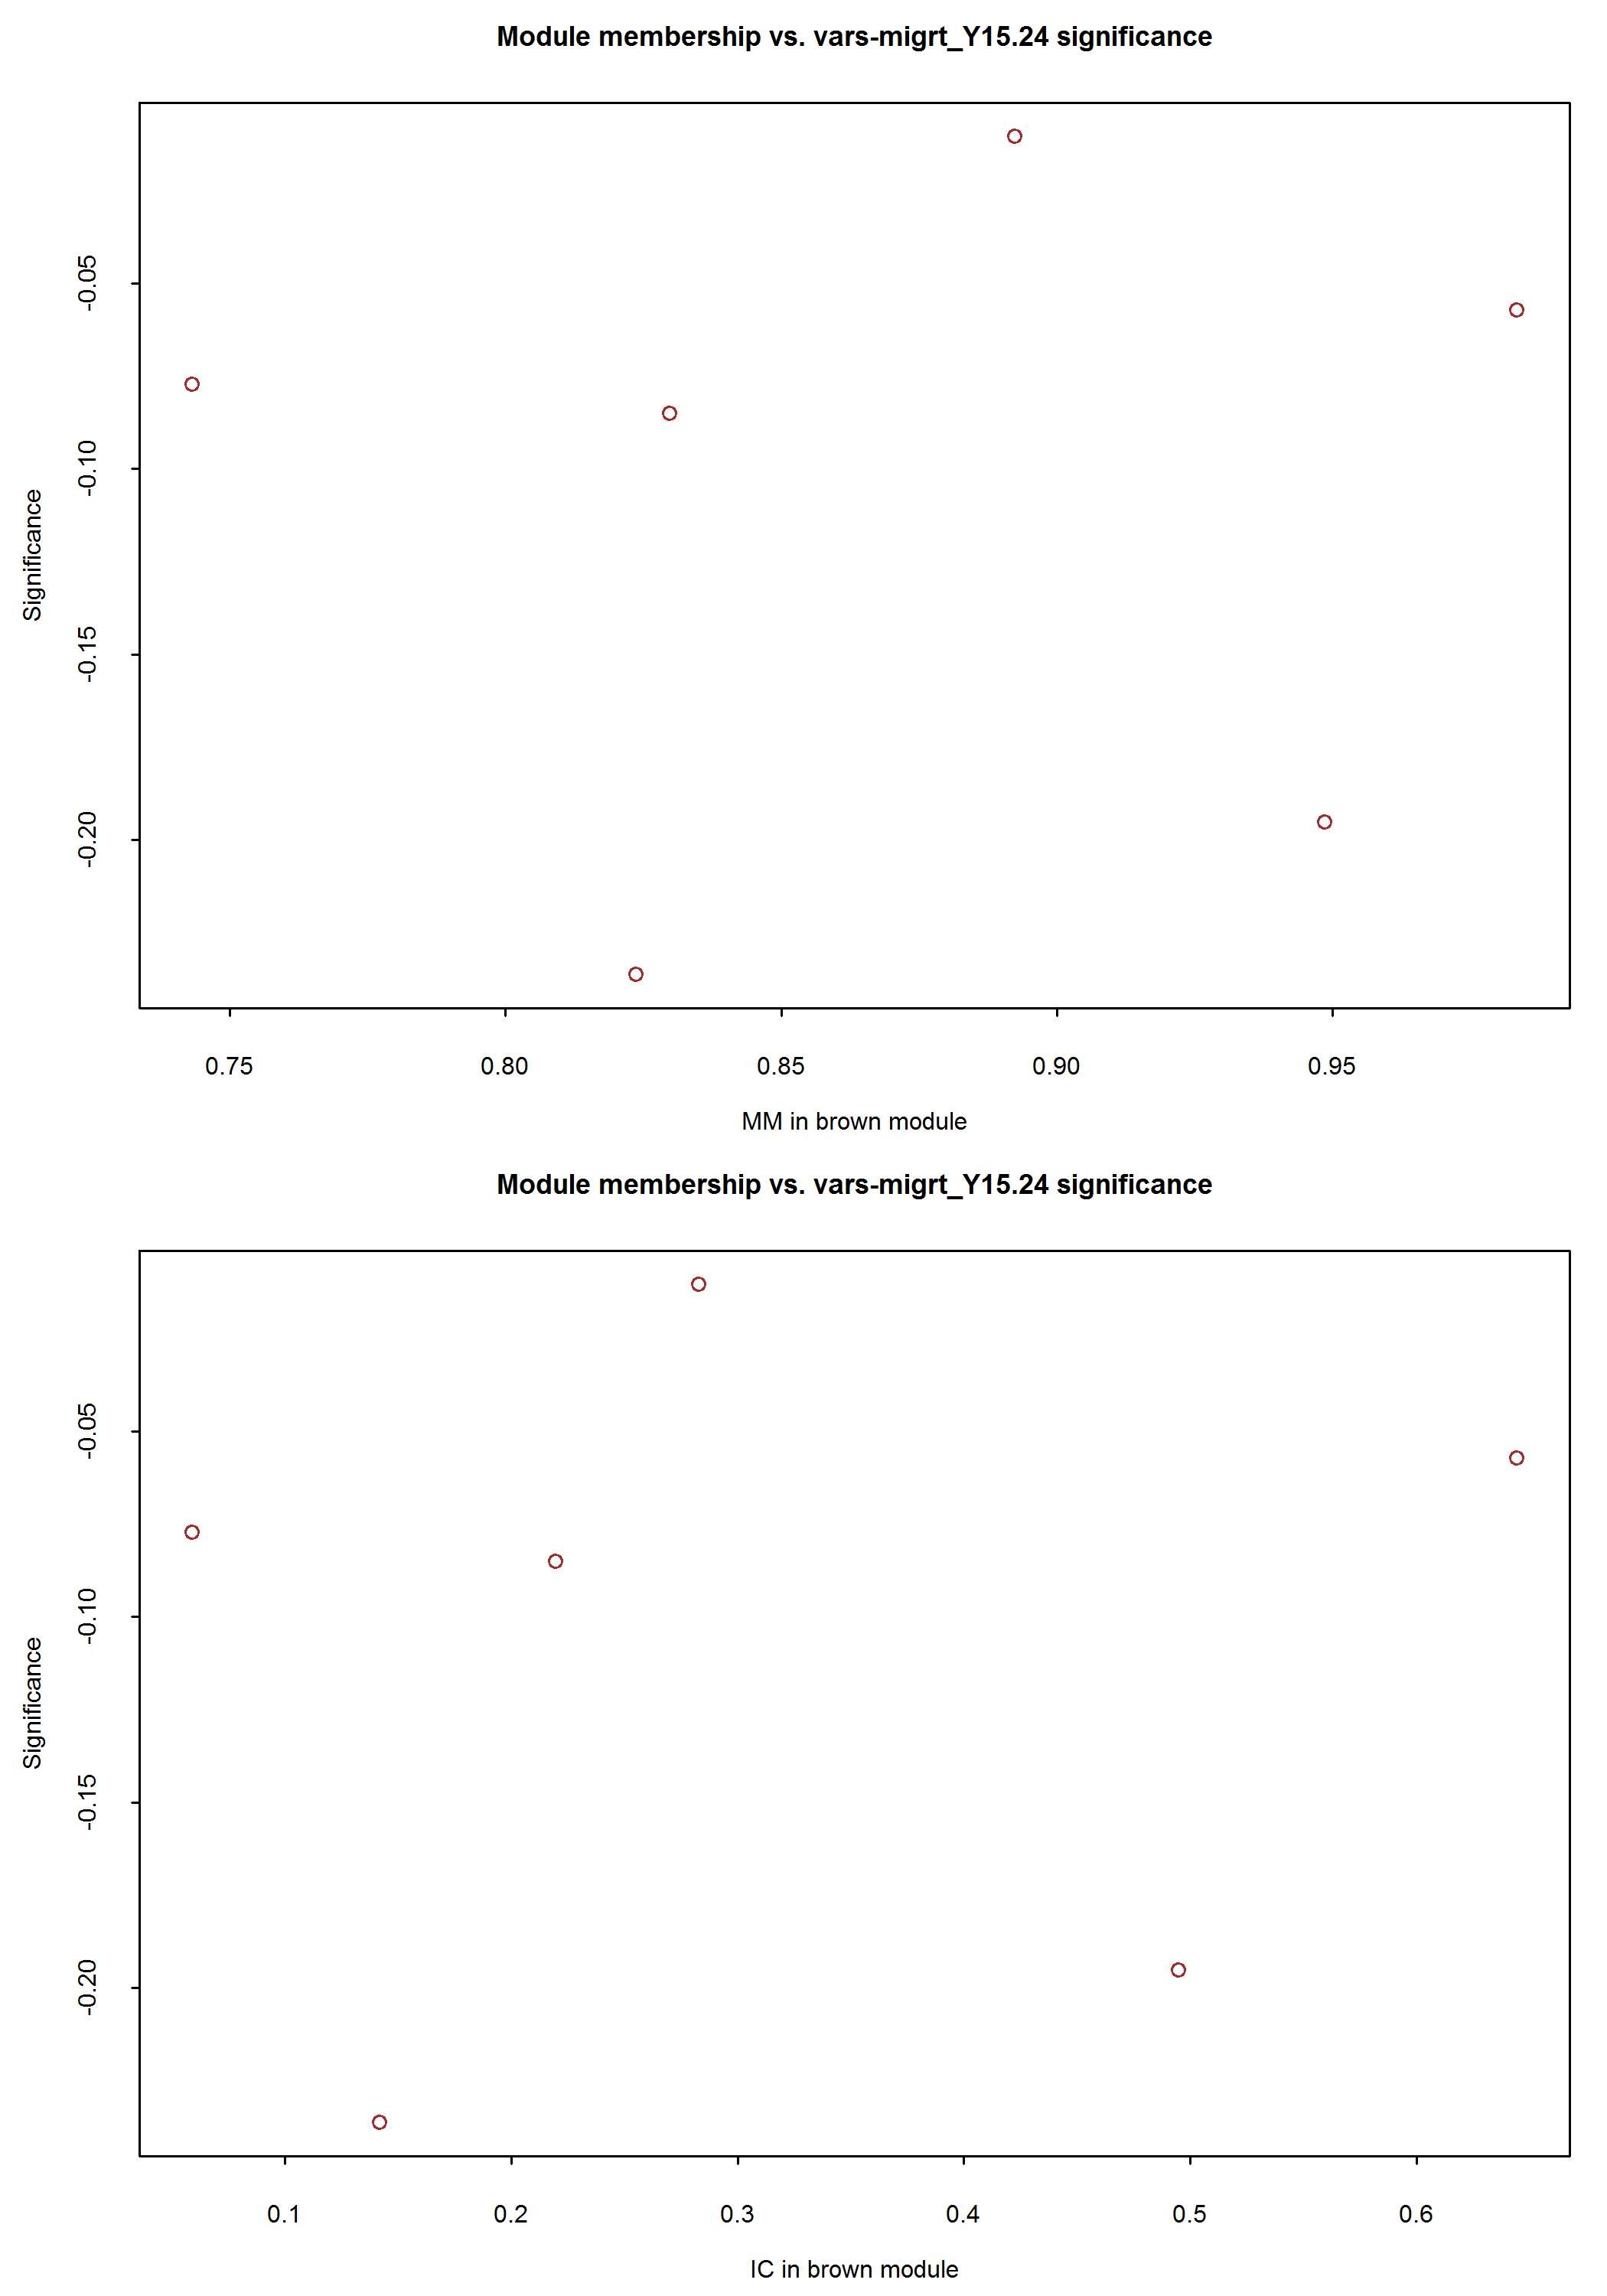 Module membership vs. vars-migrt_Y15.24 significance
-0.05
-0.10
-0.15
-0.20
Significance
0.75 0.80 0.85 0.90 0.95
MM in brown module
Module membership vs. vars-migrt_Y15.24 significance
-0.05
-0.10
-0.15
-0.20
Significance
0.1 0.2 0.3 0.4 0.5 0.6
IC in brown module